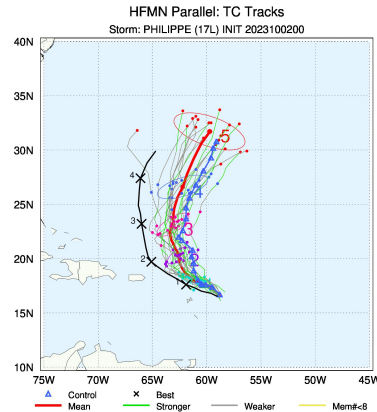 HFMN Parallel: TC Tracks
Storm: PHILIPPE (17L) INIT 2023100200
40N
35N
30N
25N
20N
15N
10N
5
4
4
3
3
2
2
1
75W 70W 65W 60W 55W 50W 45W
Control Best
Mean Stronger Weaker Mem#<8